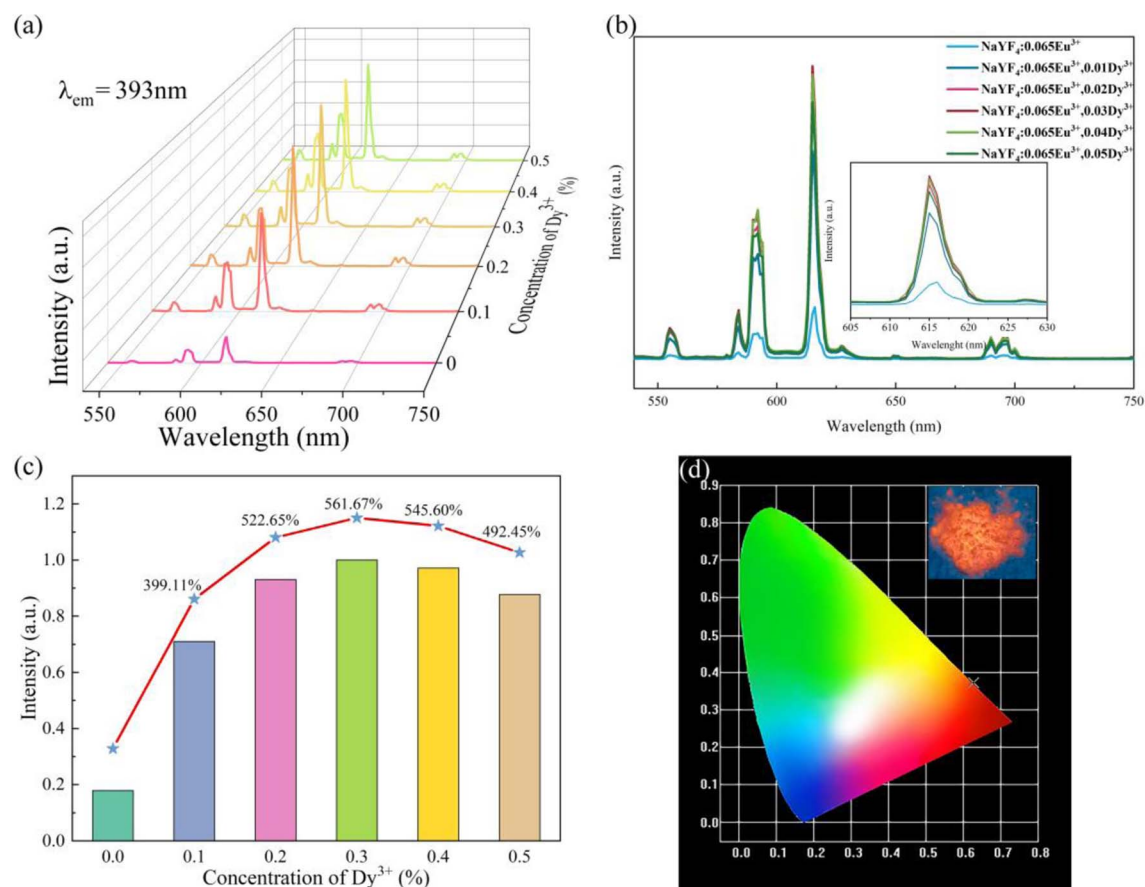 (a)
λem = 393nm
Intensity (a.u.)
Concentration of Dy³⁺ (%)
0.5
0.4
0.3
0.2
0.1
0
550 600 650 700 750
Wavelength (nm)
(b)
NaYF₄:0.065Eu³⁺
NaYF₄:0.065Eu³⁺,0.01Dy³⁺
NaYF₄:0.065Eu³⁺,0.02Dy³⁺
NaYF₄:0.065Eu³⁺,0.03Dy³⁺
NaYF₄:0.065Eu³⁺,0.04Dy³⁺
NaYF₄:0.065Eu³⁺,0.05Dy³⁺
Intensity (a.u.)
Intensity (a.u.)
605 610 615 620 625 630
Wavelenght (nm)
550 600 650 700 750
Wavelength (nm)
(c)
Intensity (a.u.)
1.2
1.0
0.8
0.6
0.4
0.2
0.0
399.11%
522.65%
561.67%
545.60%
492.45%
0.0 0.1 0.2 0.3 0.4 0.5
Concentration of Dy³⁺ (%)
(d)
0.9
0.8
0.7
0.6
0.5
0.4
0.3
0.2
0.1
0.0
0.0 0.1 0.2 0.3 0.4 0.5 0.6 0.7 0.8